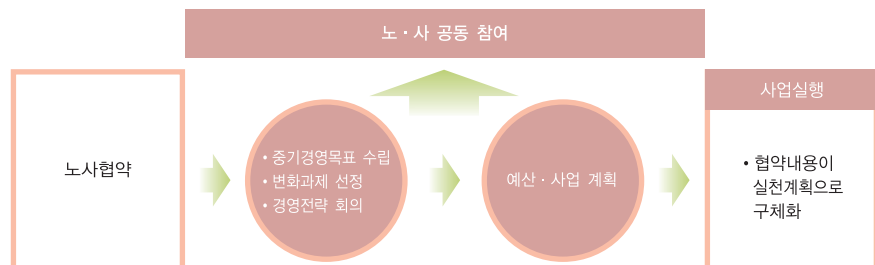 노·사 공동 참여
노사협약
• 중기경영목표 수립
• 변화과제 선정
• 경영전략 회의
예산·사업 계획
사업실행
• 협약내용이
실천계획으로
구체화